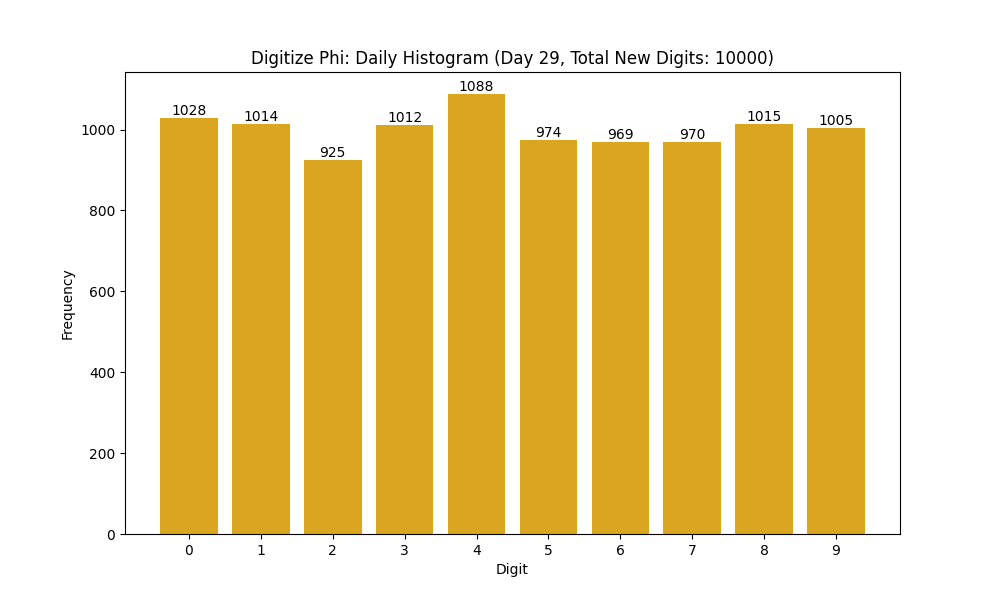 Digitize Phi: Daily Histogram (Day 29, Total New Digits: 10000)
1028 1014 925 1012 1088 974 969 970 1015 1005
Frequency
1000
800
600
400
200
0
0 1 2 3 4 5 6 7 8 9
Digit